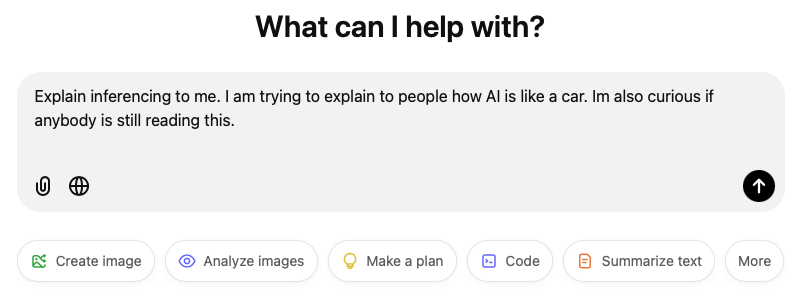 What can I help with?
Explain inferencing to me. I am trying to explain to people how AI is like a car. Im also curious if
anybody is still reading this.
Create image
Analyze images
Make a plan
Code
Summarize text
More